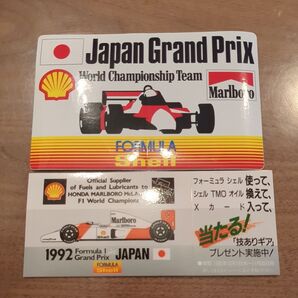 Japan Grand Prix
World Championship Team
Marlboro
FORMULA
Shell
Official Supplier
of Fuels and Lubricants to
HONDA MARLBORO McLA
F1 World Champions
1992 Formula 1
Grand Prix
JAPAN
FORMULA
Shell
フォーミュラ シェル 使って、
シェル TMO オイル 換えて、
X カード 入って、
当たる!
「技ありギア」
プレゼント実施中!